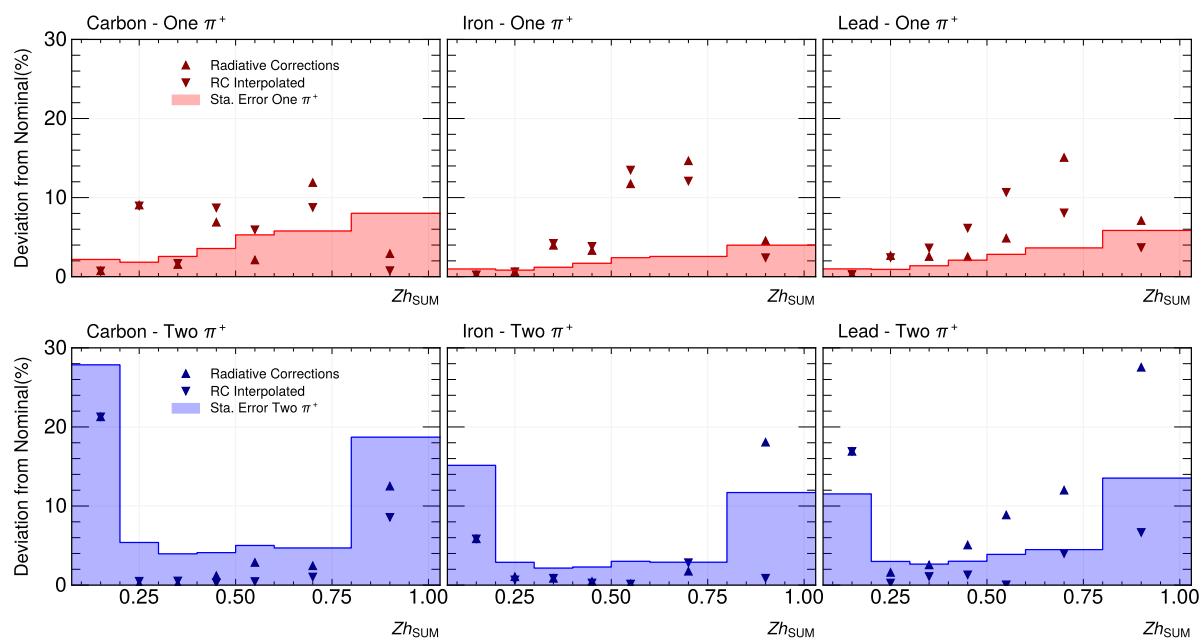 Carbon - One π⁺ Iron - One π⁺ Lead - One π⁺
30
20
10
0
Deviation from Nominal(%)
Radiative Corrections
RC Interpolated
Sta. Error One π⁺
Zh_SUM Zh_SUM Zh_SUM
Carbon - Two π⁺ Iron - Two π⁺ Lead - Two π⁺
30
20
10
0
Deviation from Nominal(%)
Radiative Corrections
RC Interpolated
Sta. Error Two π⁺
0.25 0.50 0.75 1.00 0.25 0.50 0.75 1.00 0.25 0.50 0.75 1.00
Zh_SUM Zh_SUM Zh_SUM